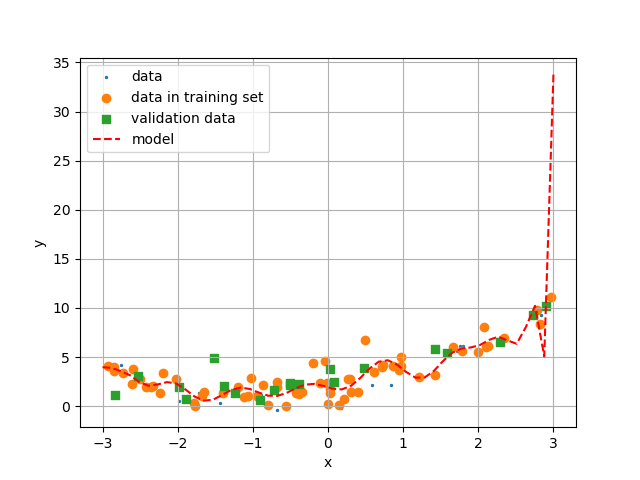 35
30
25
20
15
10
5
0
y
data
data in training set
validation data
model
−3
−2
−1
0
1
2
3
x